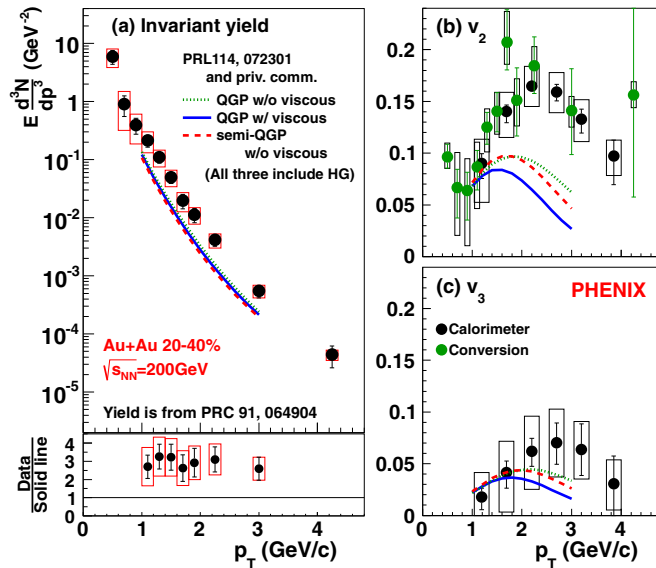 (a) Invariant yield
E d³N/dp³ (GeV⁻²)
PRL114, 072301
and priv. comm.
QGP w/o viscous
QGP w/ viscous
semi-QGP
w/o viscous
(All three include HG)
10
1
10⁻¹
10⁻²
10⁻³
10⁻⁴
10⁻⁵
Au+Au 20-40%
√sNN=200GeV
Yield is from PRC 91, 064904
Data
Solid line
4
3
2
1
0
0 1 2 3 4
pT (GeV/c)
(b) v2
0.2
0.15
0.1
0.05
0
(c) v3
PHENIX
Calorimeter
Conversion
0.2
0.15
0.1
0.05
0
0 1 2 3 4
pT (GeV/c)